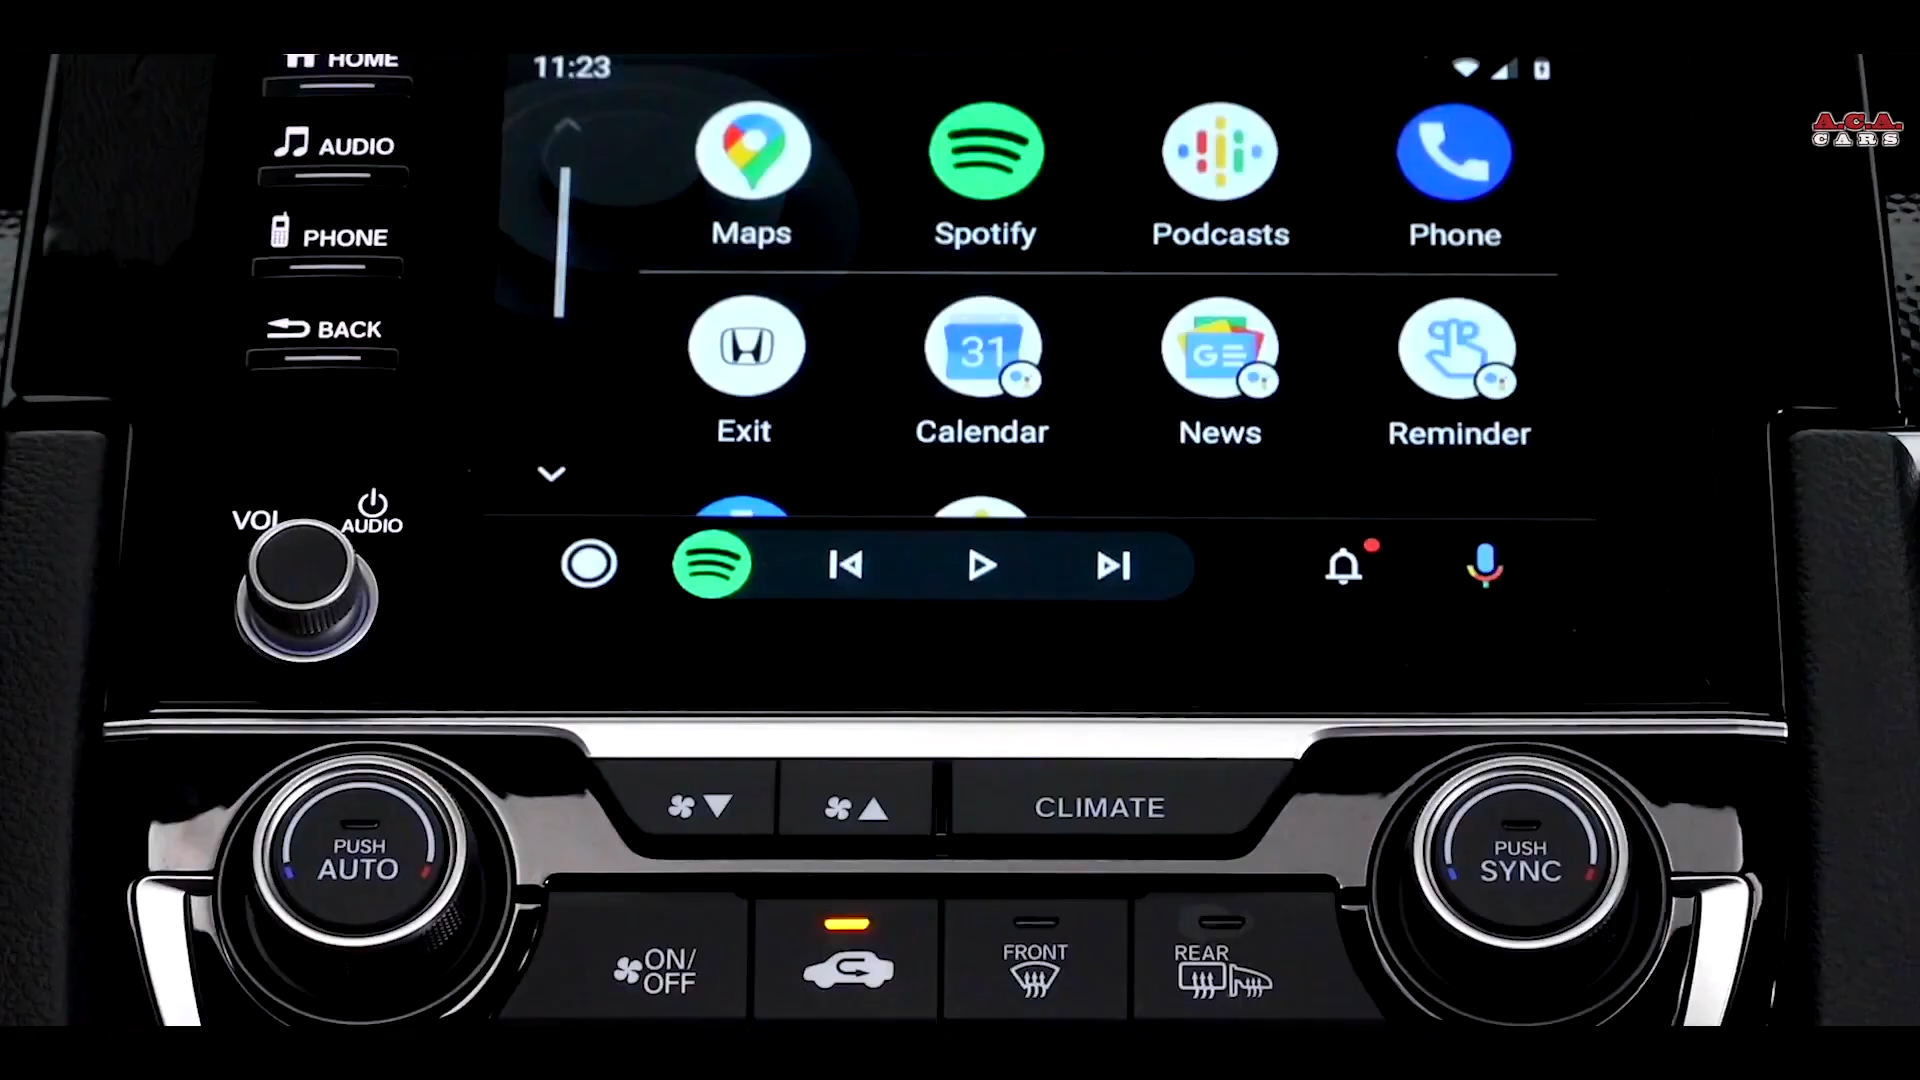 HOME
11:23
A.C.A.
CARS
AUDIO
PHONE
BACK
Maps
Spotify
Podcasts
Phone
31
GE
Exit
Calendar
News
Reminder
VOL
AUDIO
CLIMATE
PUSH
AUTO
PUSH
SYNC
ON/
OFF
FRONT
REAR